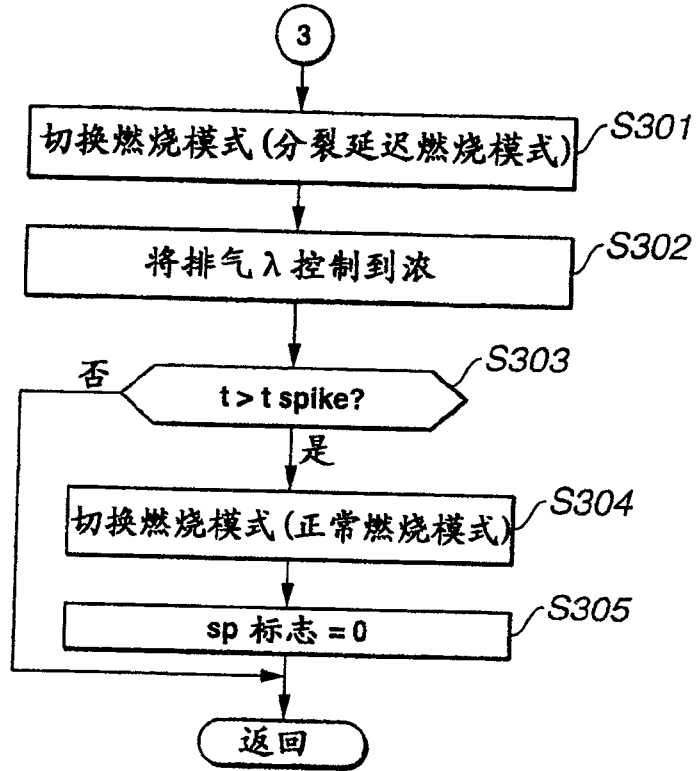 3
切换燃烧模式(分裂延迟燃烧模式)
S301
将排气λ控制到浓
S302
S303
否
t > t spike?
是
切换燃烧模式(正常燃烧模式)
S304
sp 标志 = 0
S305
返回